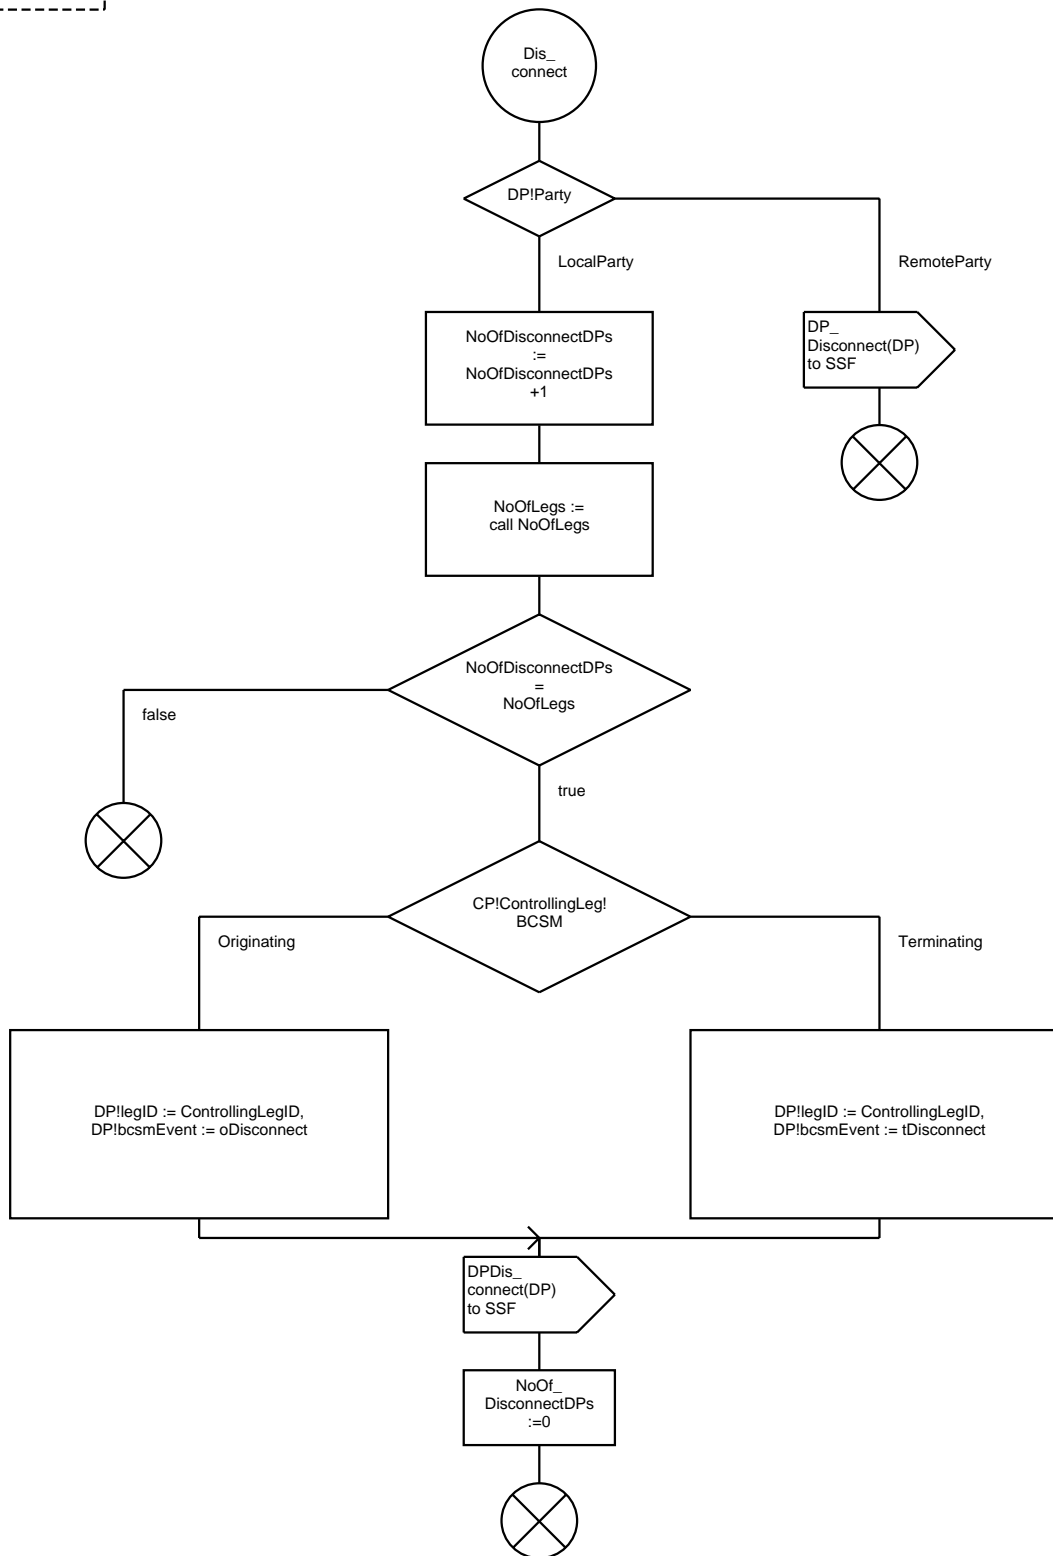 Dis_
connect
DP!Party
LocalParty
RemoteParty
NoOfDisconnectDPs
:=
NoOfDisconnectDPs
+1
DP_
Disconnect(DP)
to SSF
NoOfLegs :=
call NoOfLegs
NoOfDisconnectDPs
=
NoOfLegs
false
true
CP!ControllingLeg!
BCSM
Originating
Terminating
DP!legID := ControllingLegID,
DP!bcsmEvent := oDisconnect
DP!legID := ControllingLegID,
DP!bcsmEvent := tDisconnect
DPDis_
connect(DP)
to SSF
NoOf_
DisconnectDPs
:=0